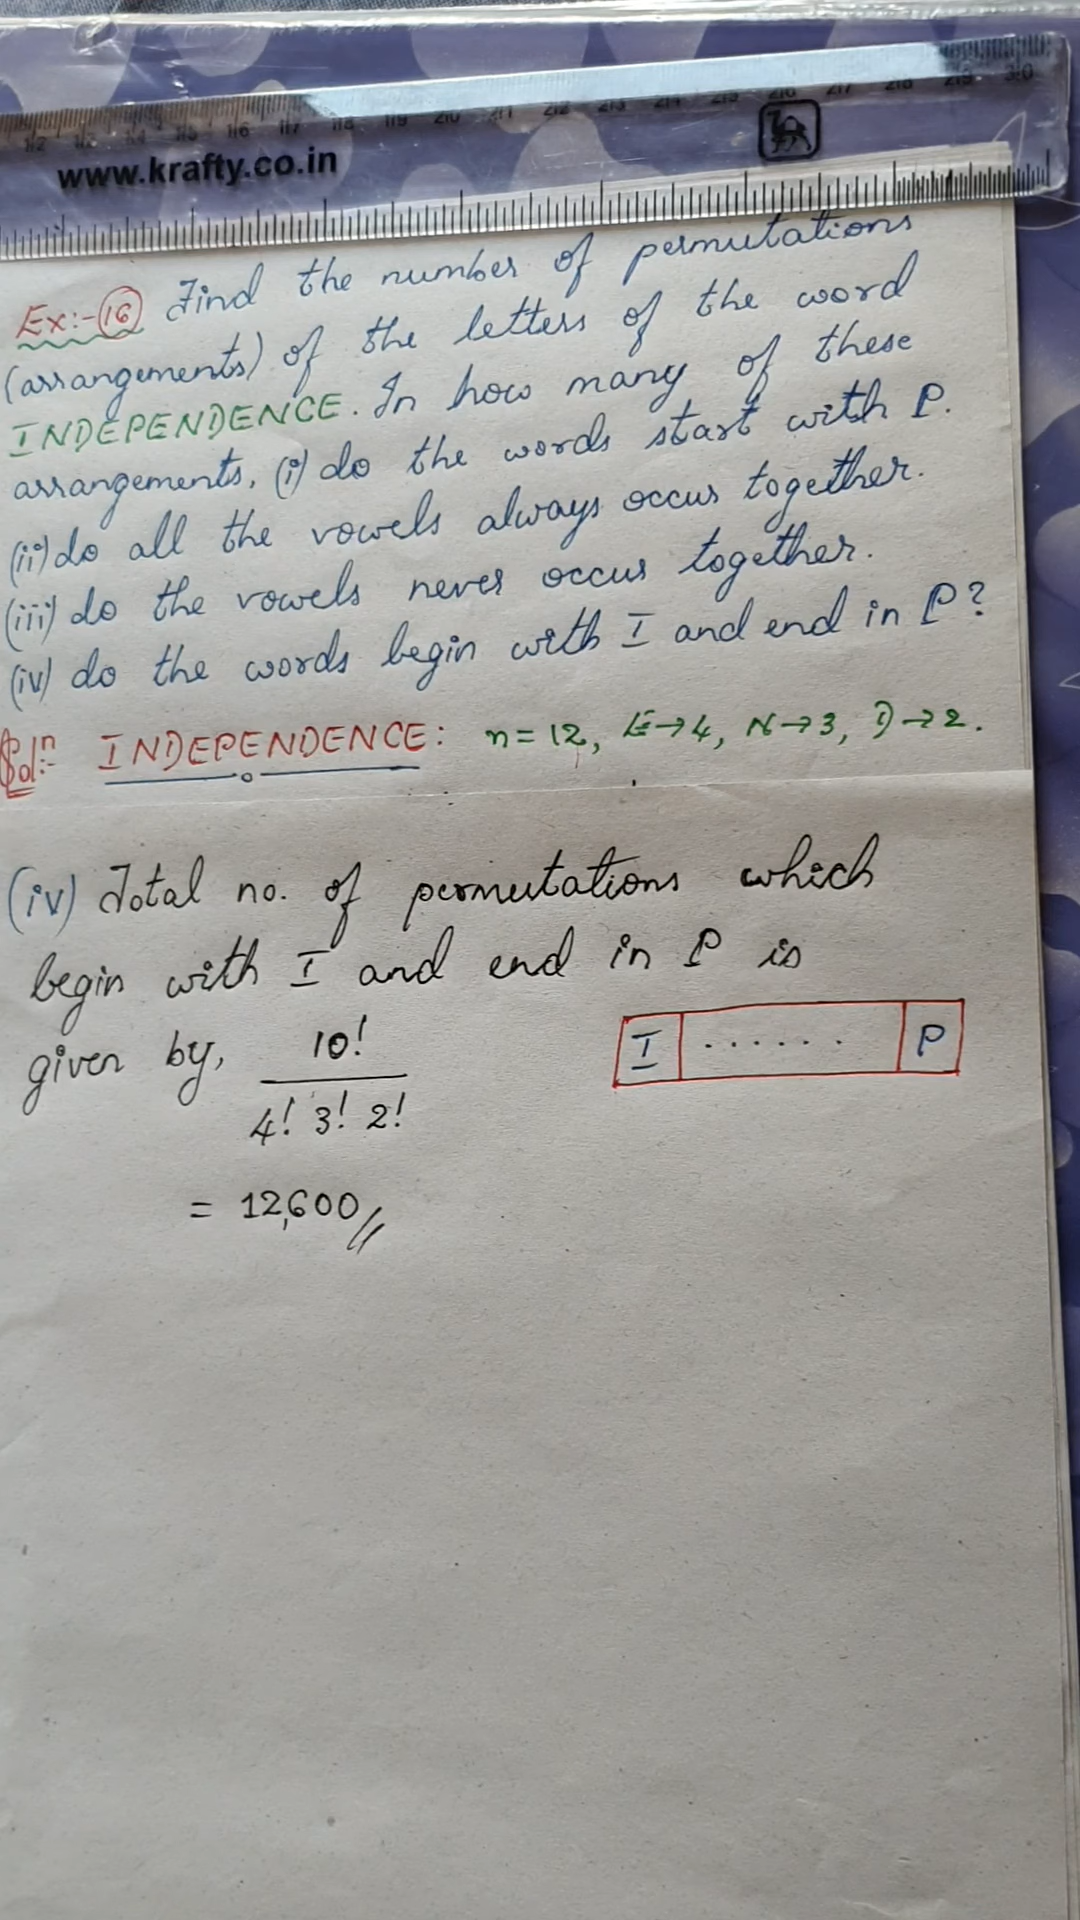 www.krafty.co.in
Ex:-(16) Find the number of permutations
(arrangements) of the letters of the word
INDEPENDENCE. In how many of these
arrangements, (i) do the words start with P.
(ii) do all the vowels always occur together.
(iii) do the vowels never occur together.
(iv) do the words begin with I and end in P?
Solⁿ:- INDEPENDENCE: n=12, E→4, N→3, D→2.
(iv) Total no. of permutations which
begin with I and end in P is
given by, 10!
4! 3! 2!
I ...... P
= 12,600//